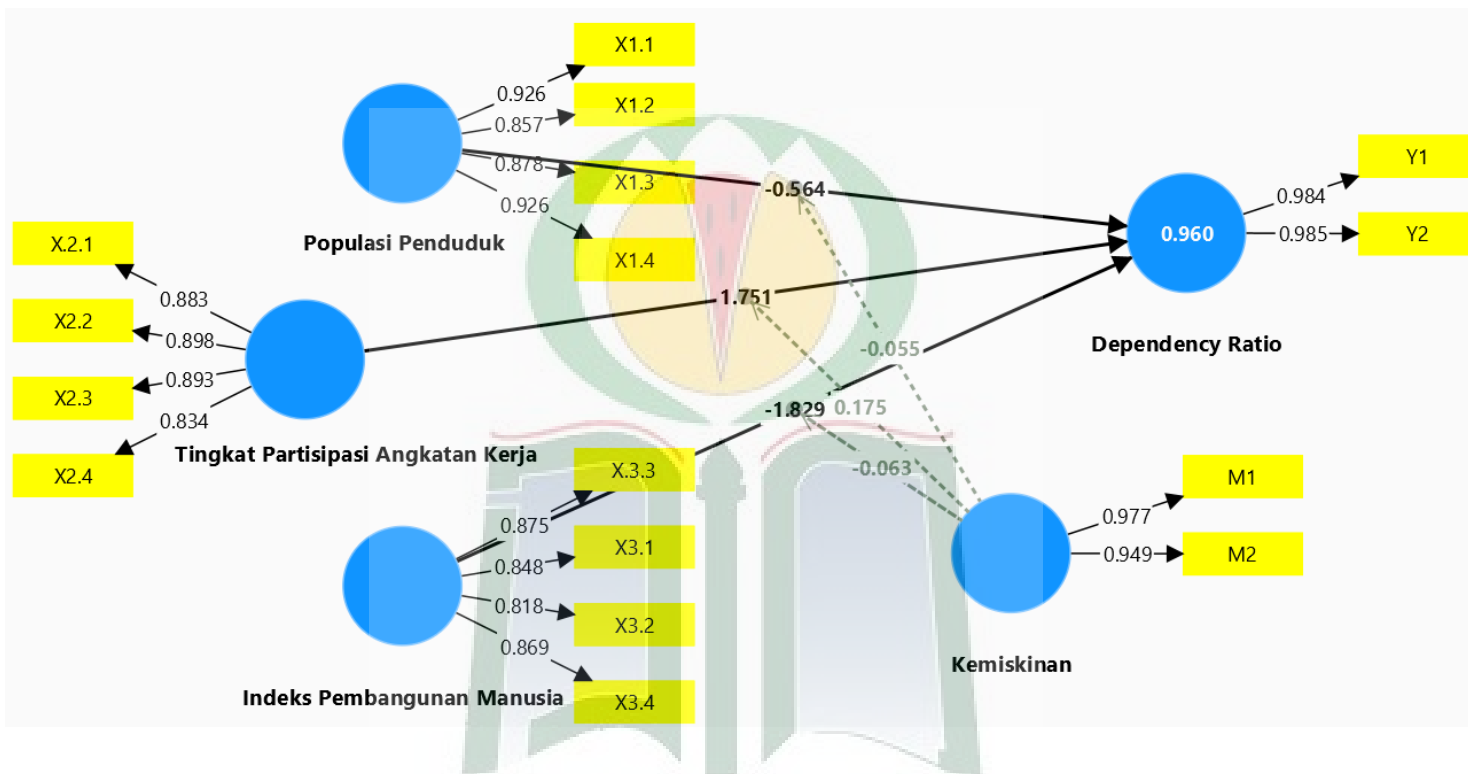 X1.1
0.926
X1.2
0.857
0.878
X1.3
0.926
X1.4
Populasi Penduduk
-0.564
Y1
0.984
0.960
0.985
Y2
Dependency Ratio
X.2.1
0.883
X2.2
0.898
0.893
X2.3
0.834
X2.4
Tingkat Partisipasi Angkatan Kerja
1.751
-0.055
-1.829
0.175
-0.063
X.3.3
0.875
X3.1
0.848
0.818
X3.2
0.869
X3.4
Indeks Pembangunan Manusia
M1
0.977
0.949
M2
Kemiskinan